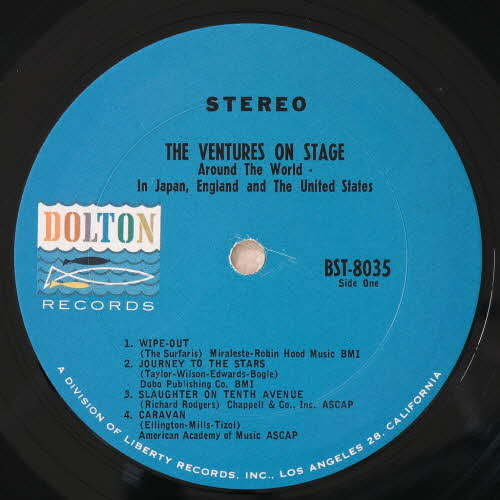 STEREO
THE VENTURES ON STAGE
Around The World -
In Japan, England and The United States
DOLTON
RECORDS
BST-8035
Side One
1. WIPE-OUT
(The Surfaris) Miraleste-Robin Hood Music BMI
2. JOURNEY TO THE STARS
(Taylor-Wilson-Edwards-Bogle)
Dobo Publishing Co. BMI
3. SLAUGHTER ON TENTH AVENUE
(Richard Rodgers) Chappell & Co., Inc. ASCAP
4. CARAVAN
(Ellington-Mills-Tizol)
American Academy of Music ASCAP
A DIVISION OF LIBERTY RECORDS, INC., LOS ANGELES 28, CALIFORNIA